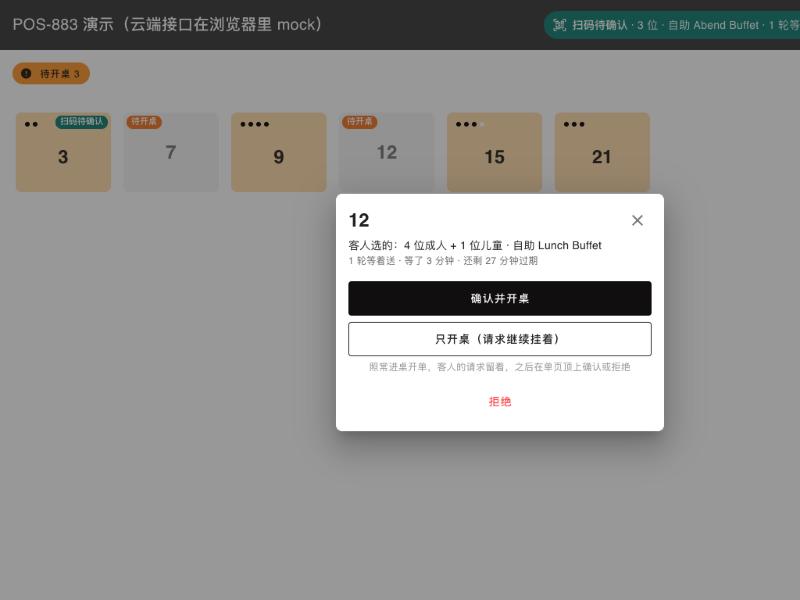 POS-883 演示（云端接口在浏览器里 mock）
扫码待确认 · 3 位 · 自助 Abend Buffet · 1 轮等
待开桌 3
扫码待确认
3
待开桌
7
9
待开桌
12
15
21
12
客人选的：4 位成人 + 1 位儿童 · 自助 Lunch Buffet
1 轮等着送 · 等了 3 分钟 · 还剩 27 分钟过期
确认并开桌
只开桌（请求继续挂着）
照常进桌开单，客人的请求留着，之后在单页顶上确认或拒绝
拒绝